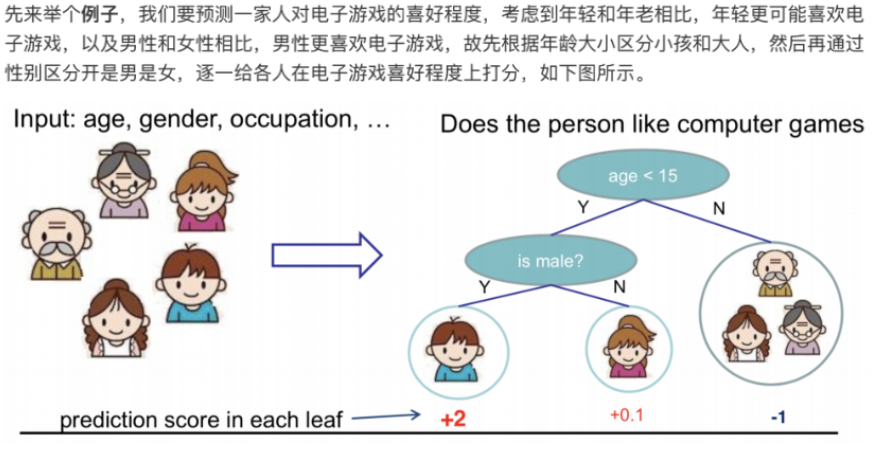 先来举个例子，我们要预测一家人对电子游戏的喜好程度，考虑到年轻和年老相比，年轻更可能喜欢电
子游戏，以及男性和女性相比，男性更喜欢电子游戏，故先根据年龄大小区分小孩和大人，然后再通过
性别区分开是男是女，逐一给各人在电子游戏喜好程度上打分，如下图所示。
Input: age, gender, occupation, …
Does the person like computer games
age < 15
Y
N
is male?
Y
N
prediction score in each leaf
+2
+0.1
-1